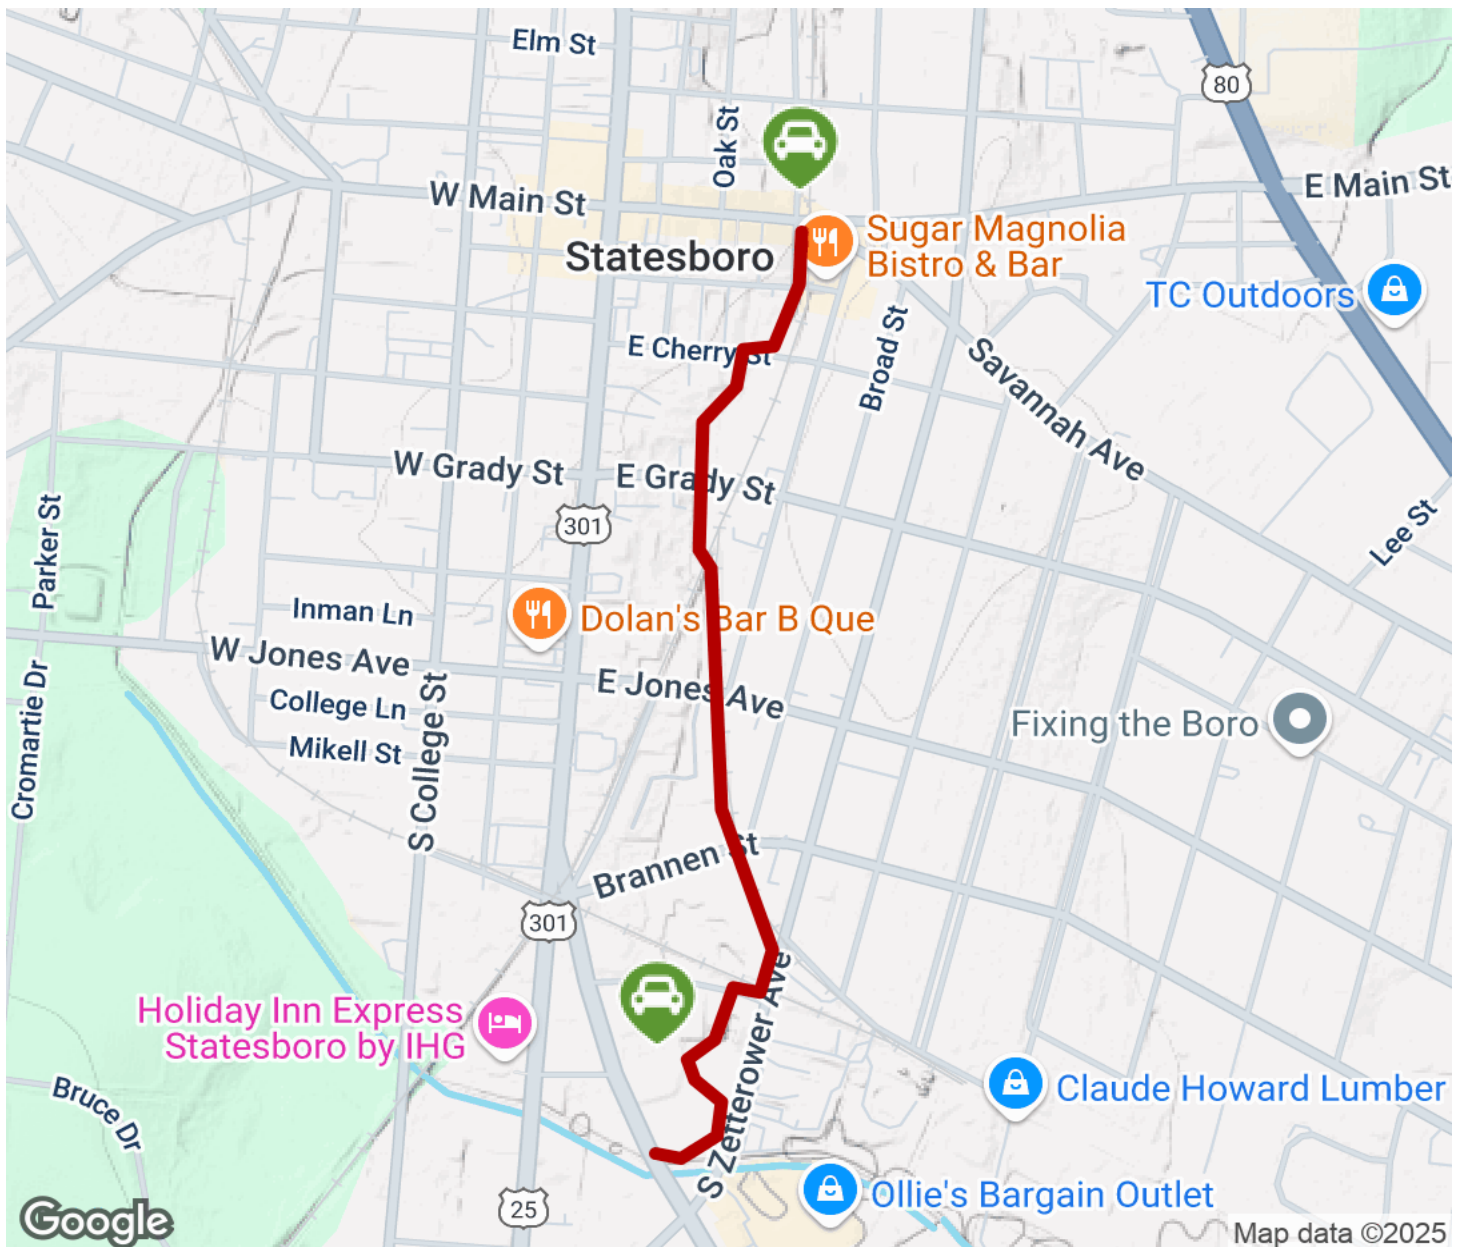 Elm St
80
Oak St
E Main St
W Main St
Sugar Magnolia
Bistro & Bar
Statesboro
TC Outdoors
E Cherry St
Broad St
Savannah Ave
W Grady St
E Grady St
301
Parker St
Lee St
Inman Ln
Dolan's Bar B Que
W Jones Ave
E Jones Ave
College Ln
Cromartie Dr
S College St
Mikell St
Fixing the Boro
Brannen St
301
Holiday Inn Express
Statesboro by IHG
S Zetterower Ave
Bruce Dr
Claude Howard Lumber
Ollie's Bargain Outlet
25
Google
Map data ©2025